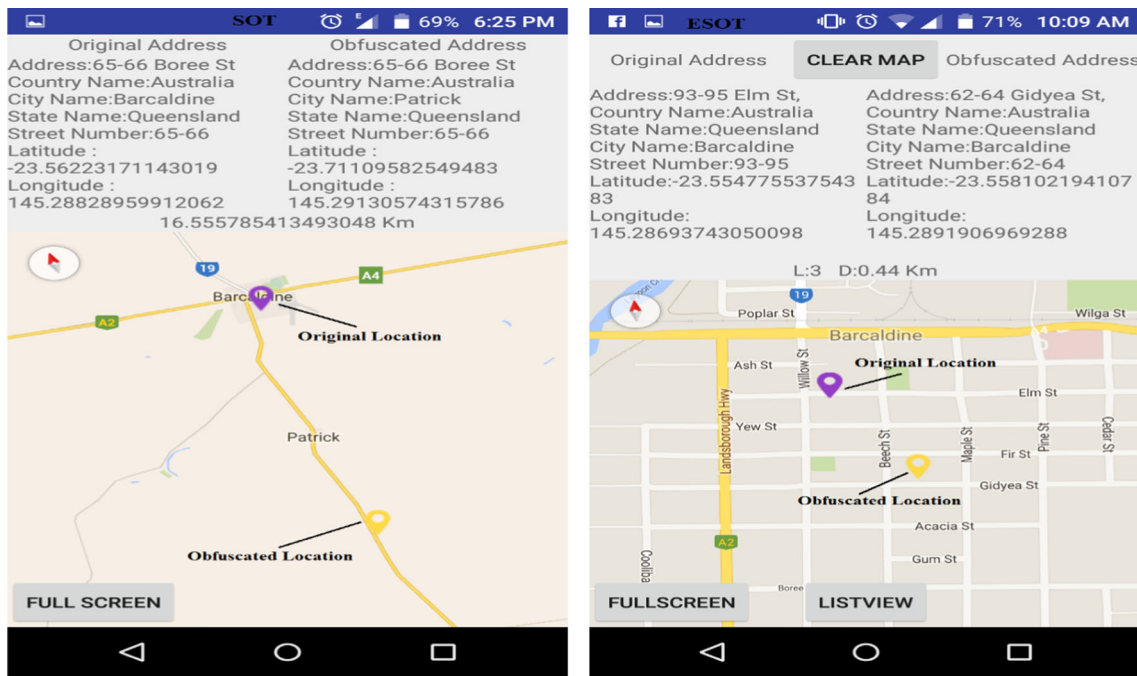 SOT
E
69% 6:25 PM
Original Address
Address:65-66 Boree St
Country Name:Australia
City Name:Barcaldine
State Name:Queensland
Street Number:65-66
Latitude :
-23.56223171143019
Longitude :
145.28828959912062
Obfuscated Address
Address:65-66 Boree St
Country Name:Australia
City Name:Patrick
State Name:Queensland
Street Number:65-66
Latitude :
-23.71109582549483
Longitude :
145.29130574315786
16.555785413493048 Km
19
A4
Barcaldine
A2
Original Location
Patrick
Obfuscated Location
FULL SCREEN
ESOT
71% 10:09 AM
Original Address
CLEAR MAP
Obfuscated Address
Address:93-95 Elm St,
Country Name:Australia
State Name:Queensland
City Name:Barcaldine
Street Number:93-95
Latitude:-23.554775537543
83
Longitude:
145.28693743050098
Address:62-64 Gidyea St,
Country Name:Australia
State Name:Queensland
City Name:Barcaldine
Street Number:62-64
Latitude:-23.558102194107
84
Longitude:
145.2891906969288
L:3 D:0.44 Km
19
Poplar St
Wilga St
Barcaldine
A4
Ash St
Willow St
Original Location
Elm St
Landsborough Hwy
Yew St
Beech St
Maple St
Pine St
Cedar St
Fir St
Gidyea St
Obfuscated Location
Acacia St
A2
Gum St
Cooliba
Boree
FULLSCREEN
LISTVIEW